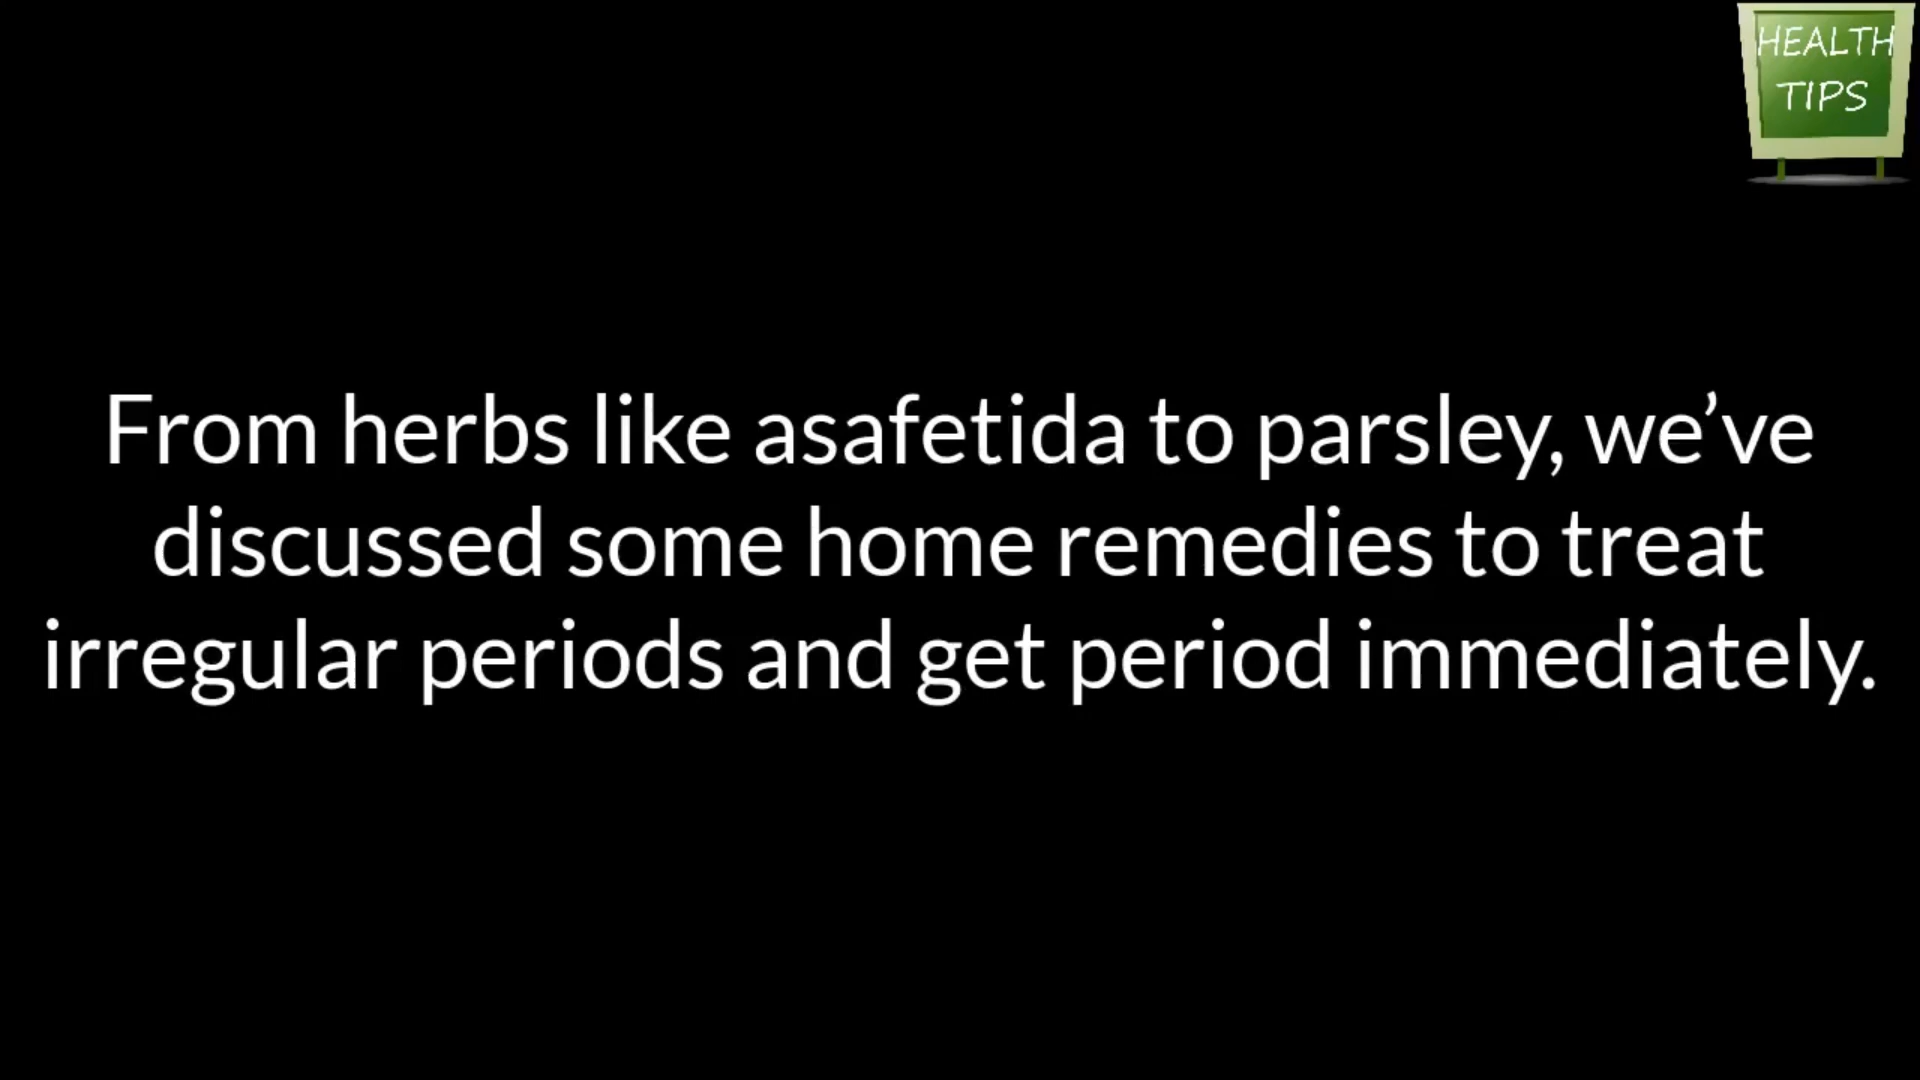 HEALTH
TIPS
From herbs like asafetida to parsley, we’ve
discussed some home remedies to treat
irregular periods and get period immediately.